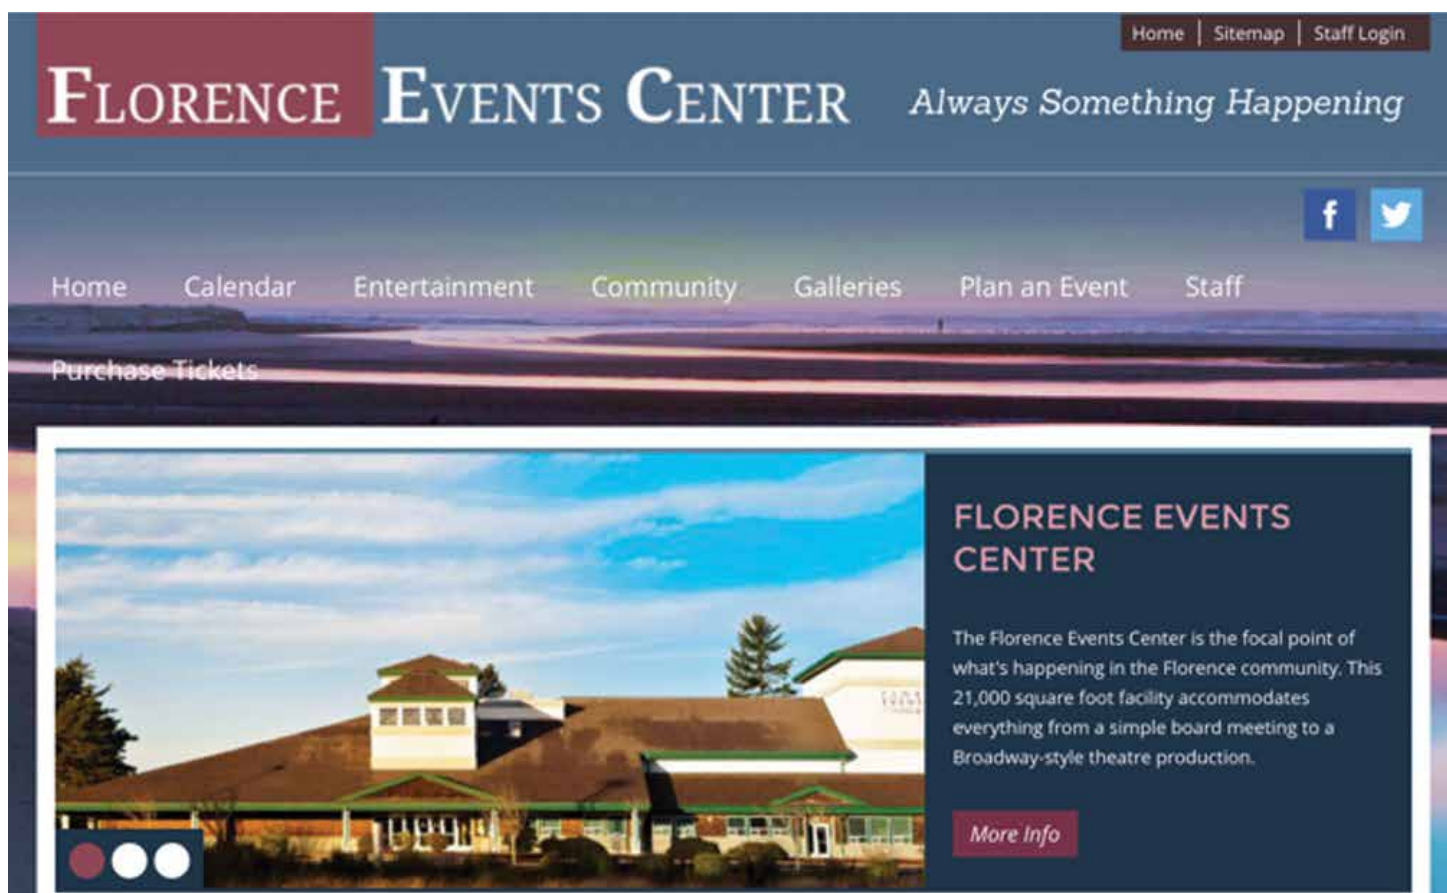 Home | Sitemap | Staff Login
FLORENCE EVENTS CENTER
Always Something Happening
Home Calendar Entertainment Community Galleries Plan an Event Staff
Purchase Tickets
FLORENCE EVENTS
CENTER
The Florence Events Center is the focal point of
what's happening in the Florence community. This
21,000 square foot facility accommodates
everything from a simple board meeting to a
Broadway-style theatre production.
More Info